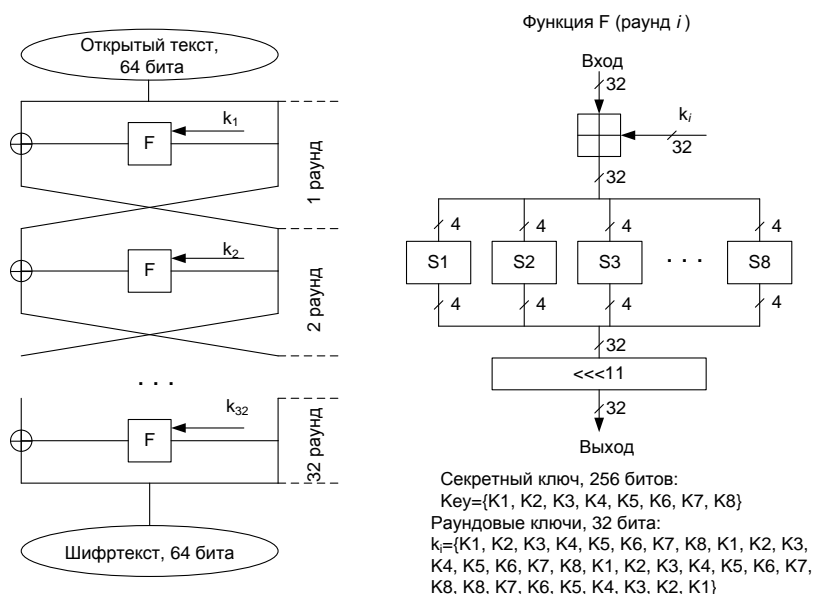 Открытый текст,
64 бита
k1
F
1 раунд
k2
F
2 раунд
. . .
k32
F
32 раунд
Шифртекст, 64 бита
Функция F (раунд i )
Вход
32
ki
32
32
4
4
4
4
S1
S2
S3
. . .
S8
4
4
4
4
32
<<<11
32
Выход
Секретный ключ, 256 битов:
Key={K1, K2, K3, K4, K5, K6, K7, K8}
Раундовые ключи, 32 бита:
ki={K1, K2, K3, K4, K5, K6, K7, K8, K1, K2, K3,
K4, K5, K6, K7, K8, K1, K2, K3, K4, K5, K6, K7,
K8, K8, K7, K6, K5, K4, K3, K2, K1}